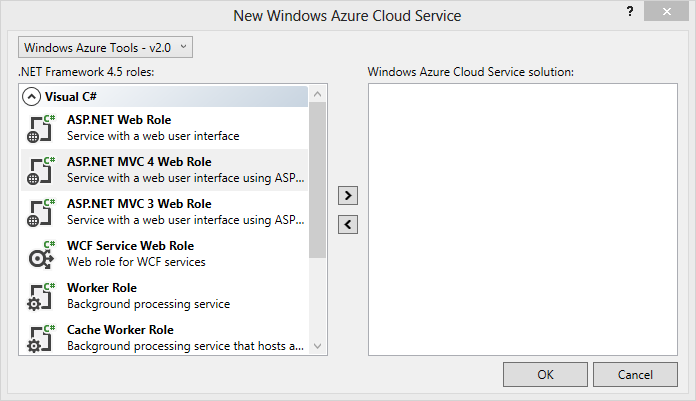 New Windows Azure Cloud Service
?
Windows Azure Tools - v2.0
.NET Framework 4.5 roles:
Windows Azure Cloud Service solution:
Visual C#
C#
ASP.NET Web Role
Service with a web user interface
C#
ASP.NET MVC 4 Web Role
Service with a web user interface using ASP...
C#
ASP.NET MVC 3 Web Role
Service with a web user interface using ASP...
C#
WCF Service Web Role
Web role for WCF services
C#
Worker Role
Background processing service
C#
Cache Worker Role
Background processing service that hosts a...
OK
Cancel